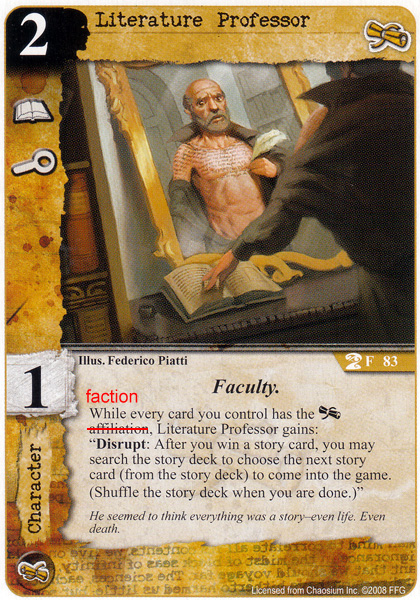 2
Literature Professor
Illus. Federico Piatti
F 83
1
Character
Faculty.
faction
While every card you control has the
affiliation, Literature Professor gains:
“Disrupt: After you win a story card, you may
search the story deck to choose the next story
card (from the story deck) to come into the game.
(Shuffle the story deck when you are done.)”
He seemed to think everything was a story–even life. Even
death.
Licensed from Chaosium Inc. ©2008 FFG